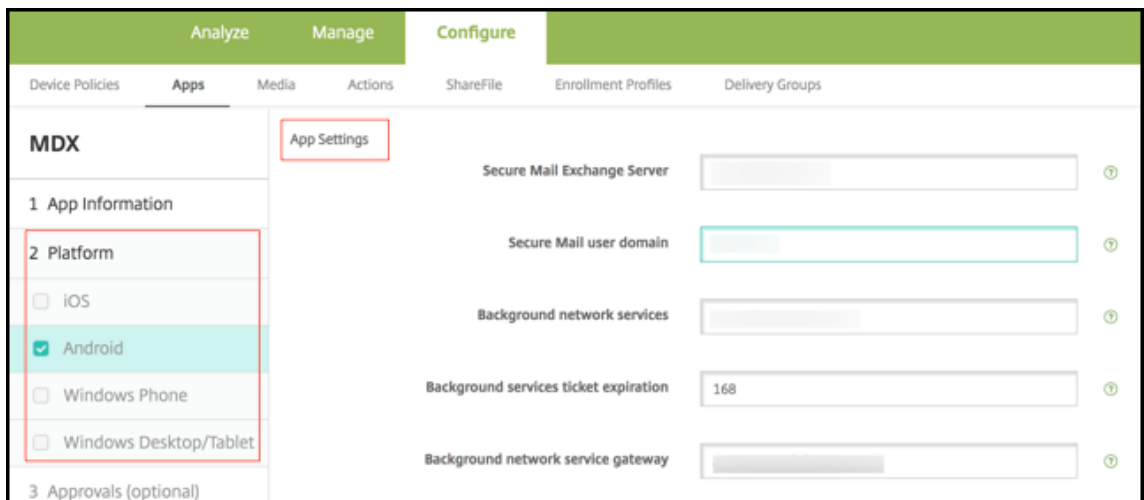 Analyze Manage Configure
Device Policies Apps Media Actions ShareFile Enrollment Profiles Delivery Groups
MDX
1 App Information
2 Platform
iOS
Android
Windows Phone
Windows Desktop/Tablet
3 Approvals (optional)
App Settings
Secure Mail Exchange Server
Secure Mail user domain
Background network services
Background services ticket expiration 168
Background network service gateway